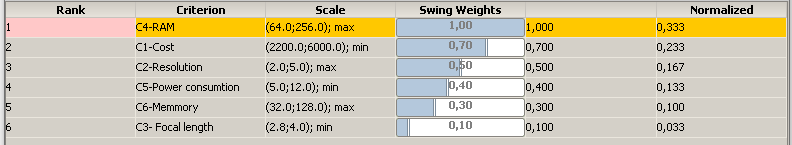 Rank Criterion Scale Swing Weights Normalized
1 C4-RAM (64.0;256.0); max 1,00 1,000 0,333
2 C1-Cost (2200.0;6000.0); min 0,70 0,700 0,233
3 C2-Resolution (2.0;5.0); max 0,50 0,500 0,167
4 C5-Power consumtion (5.0;12.0); min 0,40 0,400 0,133
5 C6-Memmory (32.0;128.0); max 0,30 0,300 0,100
6 C3- Focal length (2.8;4.0); min 0,10 0,100 0,033